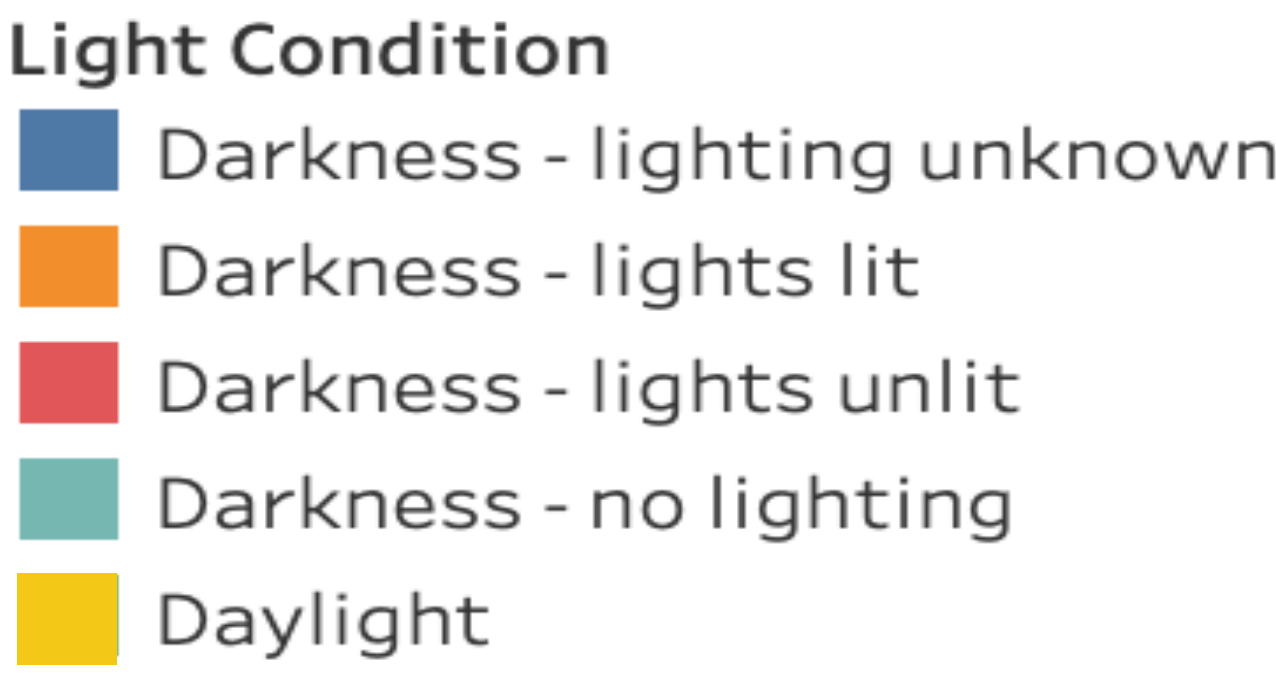 Light Condition
Darkness - lighting unknown
Darkness - lights lit
Darkness - lights unlit
Darkness - no lighting
Daylight